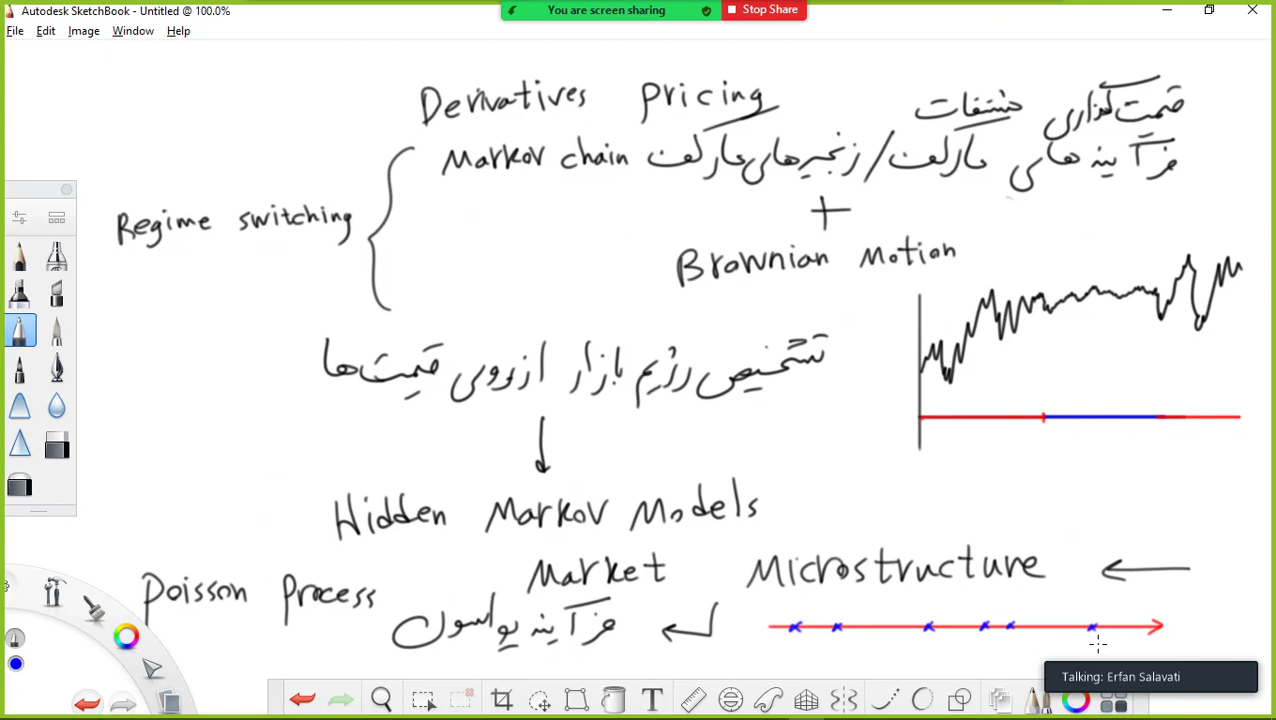 Autodesk SketchBook - Untitled @ 100.0%
You are screen sharing
Stop Share
File Edit Image Window Help
Derivatives pricing قیمت‌گذاری مشتقات
Markov chain زنجیرهای مارکف / فرآیندهای مارکف
+
Regime switching
Brownian Motion
تشخیص رژیم بازار از روی قیمت‌ها
Hidden Markov Models
Market Microstructure
Poisson Process فرآیند پواسون
Talking: Erfan Salavati